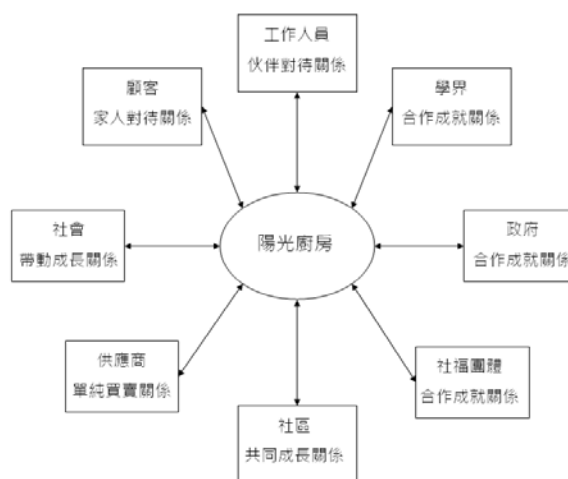 工作人員
伙伴對待關係
顧客
家人對待關係
學界
合作成就關係
社會
帶動成長關係
陽光廚房
政府
合作成就關係
供應商
單純買賣關係
社福團體
合作成就關係
社區
共同成長關係